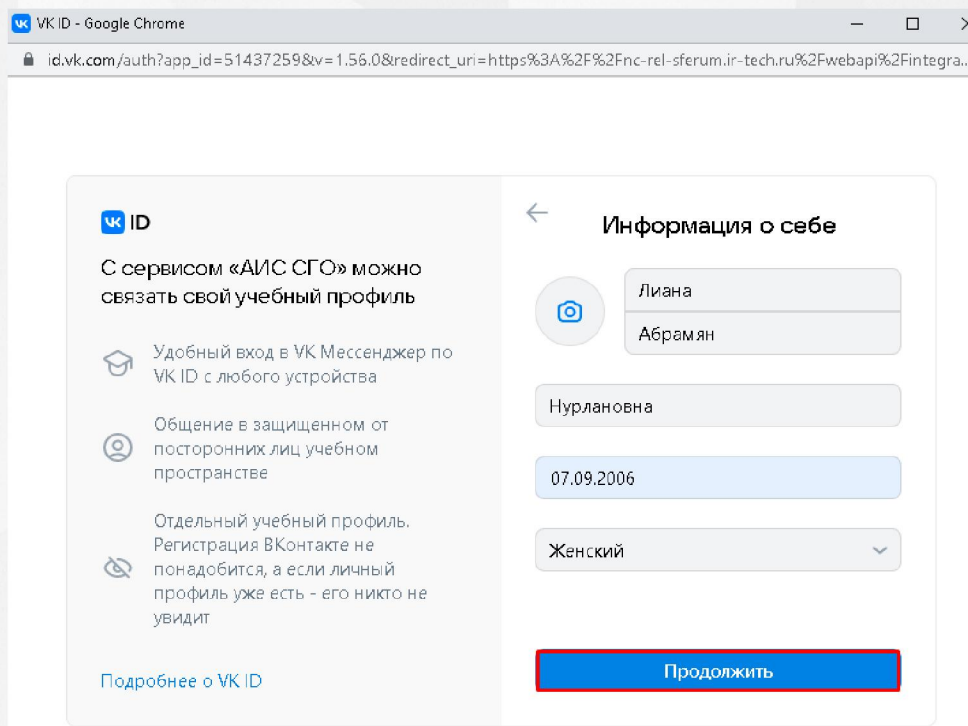 VK ID - Google Chrome
id.vk.com/auth?app_id=51437259&v=1.56.0&redirect_uri=https%3A%2F%2Fnc-rel-sferum.ir-tech.ru%2Fwebapi%2Fintegra...
VK ID
С сервисом «АИС СГО» можно
связать свой учебный профиль
Удобный вход в VK Мессенджер по
VK ID с любого устройства
Общение в защищенном от
посторонних лиц учебном
пространстве
Отдельный учебный профиль.
Регистрация ВКонтакте не
понадобится, а если личный
профиль уже есть - его никто не
увидит
Подробнее о VK ID
Информация о себе
Лиана
Абрамян
Нурлановна
07.09.2006
Женский
Продолжить